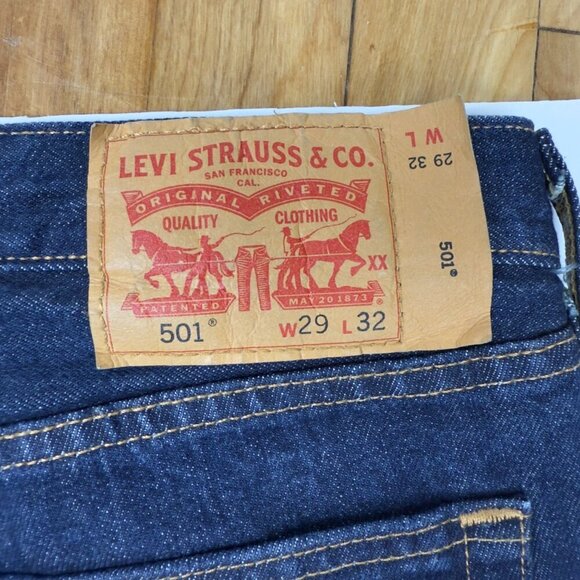 LEVI STRAUSS & CO.
SAN FRANCISCO
CAL.
ORIGINAL RIVETED
QUALITY CLOTHING
XX
PATENTED MAY 20 1873
501® W29 L32
W L
29 32
501®